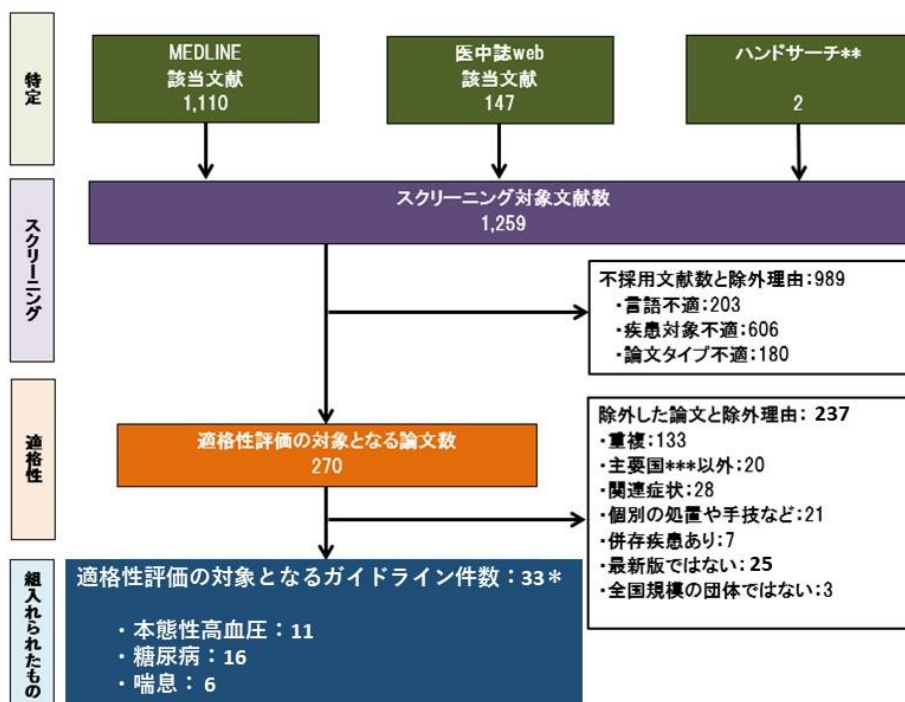 特定
MEDLINE
該当文献
1,110
医中誌web
該当文献
147
ハンドサーチ**
2
スクリーニング
スクリーニング対象文献数
1,259
不採用文献数と除外理由:989
・言語不適:203
・疾患対象不適:606
・論文タイプ不適:180
適格性
適格性評価の対象となる論文数
270
除外した論文と除外理由: 237
・重複:133
・主要国***以外:20
・関連症状:28
・個別の処置や手技など:21
・併存疾患あり:7
・最新版ではない:25
・全国規模の団体ではない:3
組入れられたもの
適格性評価の対象となるガイドライン件数:33*
・本態性高血圧:11
・糖尿病:16
・喘息: 6